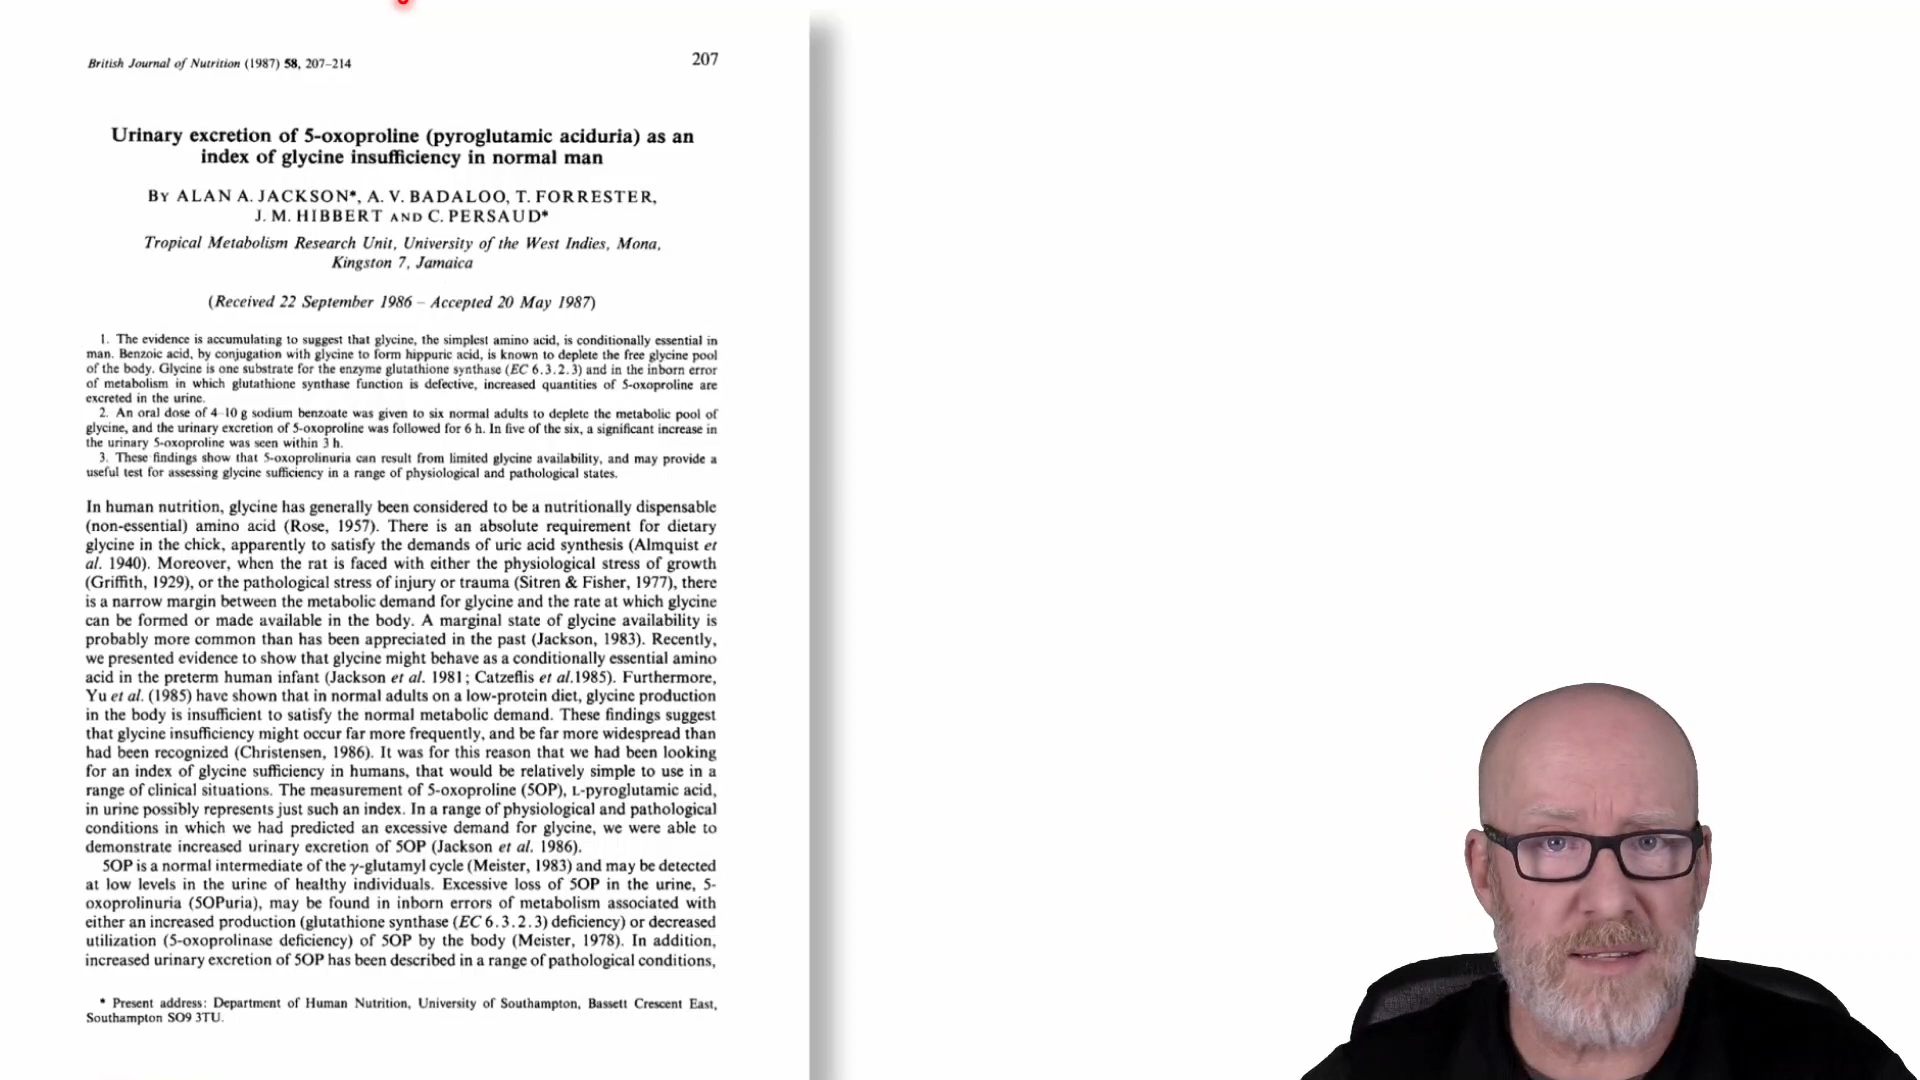 British Journal of Nutrition (1987) 58, 207–214
207
Urinary excretion of 5-oxoproline (pyroglutamic aciduria) as an
index of glycine insufficiency in normal man
BY ALAN A. JACKSON*, A. V. BADALOO, T. FORRESTER,
J. M. HIBBERT AND C. PERSAUD*
Tropical Metabolism Research Unit, University of the West Indies, Mona,
Kingston 7, Jamaica
(Received 22 September 1986 – Accepted 20 May 1987)
1. The evidence is accumulating to suggest that glycine, the simplest amino acid, is conditionally essential in
man. Benzoic acid, by conjugation with glycine to form hippuric acid, is known to deplete the free glycine pool
of the body. Glycine is one substrate for the enzyme glutathione synthase (EC 6.3.2.3) and in the inborn error
of metabolism in which glutathione synthase function is defective, increased quantities of 5-oxoproline are
excreted in the urine.
2. An oral dose of 4–10 g sodium benzoate was given to six normal adults to deplete the metabolic pool of
glycine, and the urinary excretion of 5-oxoproline was followed for 6 h. In five of the six, a significant increase in
the urinary 5-oxoproline was seen within 3 h.
3. These findings show that 5-oxoprolinuria can result from limited glycine availability, and may provide a
useful test for assessing glycine sufficiency in a range of physiological and pathological states.
In human nutrition, glycine has generally been considered to be a nutritionally dispensable
(non-essential) amino acid (Rose, 1957). There is an absolute requirement for dietary
glycine in the chick, apparently to satisfy the demands of uric acid synthesis (Almquist et
al. 1940). Moreover, when the rat is faced with either the physiological stress of growth
(Griffith, 1929), or the pathological stress of injury or trauma (Sitren & Fisher, 1977), there
is a narrow margin between the metabolic demand for glycine and the rate at which glycine
can be formed or made available in the body. A marginal state of glycine availability is
probably more common than has been appreciated in the past (Jackson, 1983). Recently,
we presented evidence to show that glycine might behave as a conditionally essential amino
acid in the preterm human infant (Jackson et al. 1981; Catzeflis et al.1985). Furthermore,
Yu et al. (1985) have shown that in normal adults on a low-protein diet, glycine production
in the body is insufficient to satisfy the normal metabolic demand. These findings suggest
that glycine insufficiency might occur far more frequently, and be far more widespread than
had been recognized (Christensen, 1986). It was for this reason that we had been looking
for an index of glycine sufficiency in humans, that would be relatively simple to use in a
range of clinical situations. The measurement of 5-oxoproline (5OP), L-pyroglutamic acid,
in urine possibly represents just such an index. In a range of physiological and pathological
conditions in which we had predicted an excessive demand for glycine, we were able to
demonstrate increased urinary excretion of 5OP (Jackson et al. 1986).
5OP is a normal intermediate of the γ-glutamyl cycle (Meister, 1983) and may be detected
at low levels in the urine of healthy individuals. Excessive loss of 5OP in the urine, 5-
oxoprolinuria (5OPuria), may be found in inborn errors of metabolism associated with
either an increased production (glutathione synthase (EC 6.3.2.3) deficiency) or decreased
utilization (5-oxoprolinase deficiency) of 5OP by the body (Meister, 1978). In addition,
increased urinary excretion of 5OP has been described in a range of pathological conditions,
* Present address: Department of Human Nutrition, University of Southampton, Bassett Crescent East,
Southampton SO9 3TU.